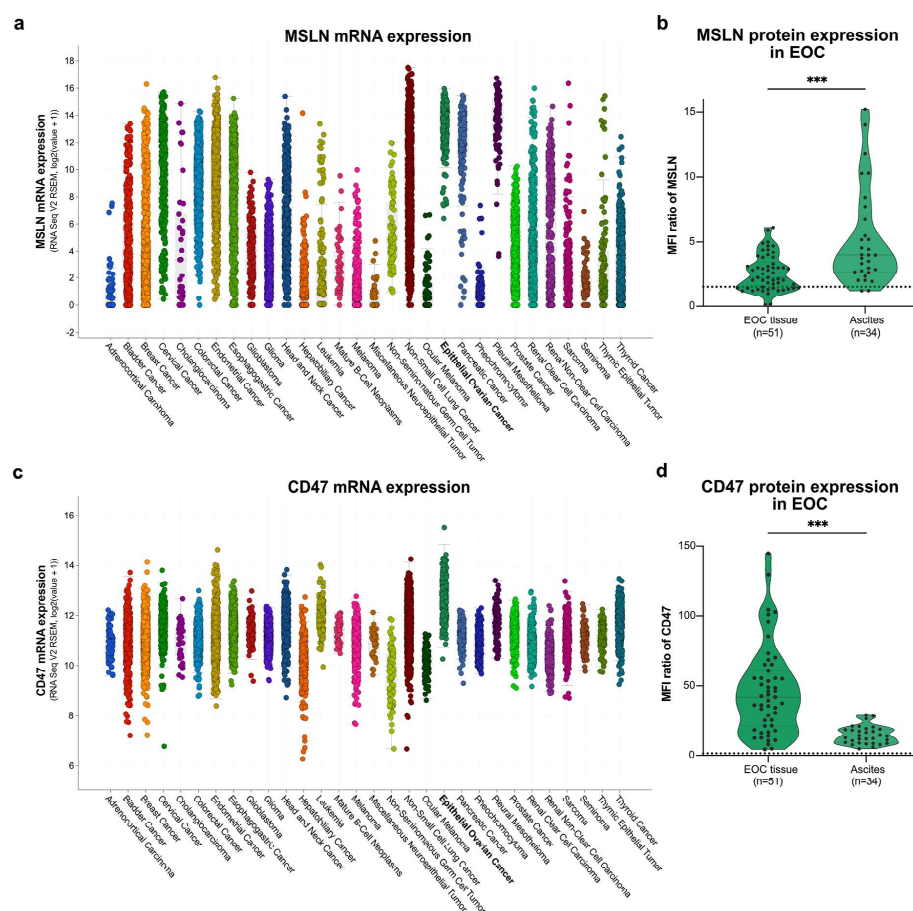 a
MSLN mRNA expression
MSLN mRNA expression
(RNA Seq V2 RSEM, log2(value + 1))
18
16
14
12
10
8
6
4
2
0
-2
Adrenocortical Carcinoma
Bladder Cancer
Breast Cancer
Cervical Cancer
Cholangiocarcinoma
Colorectal Cancer
Endometrial Cancer
Esophagogastric Cancer
Glioblastoma
Glioma
Head and Neck Cancer
Hepatobiliary Cancer
Leukemia
Mature B-Cell Neoplasms
Melanoma
Miscellaneous Neuroepithelial Tumor
Non-Seminomatous Germ Cell Tumor
Non-Small Cell Lung Cancer
Ocular Melanoma
Epithelial Ovarian Cancer
Pancreatic Cancer
Pheochromocytoma
Pleural Mesothelioma
Prostate Cancer
Renal Clear Cell Carcinoma
Renal Non-Clear Cell Carcinoma
Sarcoma
Seminoma
Thymic Epithelial Tumor
Thyroid Cancer
b
MSLN protein expression
in EOC
***
MFI ratio of MSLN
15
10
5
0
EOC tissue
(n=51)
Ascites
(n=34)
c
CD47 mRNA expression
CD47 mRNA expression
(RNA Seq V2 RSEM, log2(value + 1))
16
14
12
10
8
6
Adrenocortical Carcinoma
Bladder Cancer
Breast Cancer
Cervical Cancer
Cholangiocarcinoma
Colorectal Cancer
Endometrial Cancer
Esophagogastric Cancer
Glioblastoma
Glioma
Head and Neck Cancer
Hepatobiliary Cancer
Leukemia
Mature B-Cell Neoplasms
Melanoma
Miscellaneous Neuroepithelial Tumor
Non-Seminomatous Germ Cell Tumor
Non-Small Cell Lung Cancer
Ocular Melanoma
Epithelial Ovarian Cancer
Pancreatic Cancer
Pheochromocytoma
Pleural Mesothelioma
Prostate Cancer
Renal Clear Cell Carcinoma
Renal Non-Clear Cell Carcinoma
Sarcoma
Seminoma
Thymic Epithelial Tumor
Thyroid Cancer
d
CD47 protein expression
in EOC
***
MFI ratio of CD47
150
100
50
0
EOC tissue
(n=51)
Ascites
(n=34)